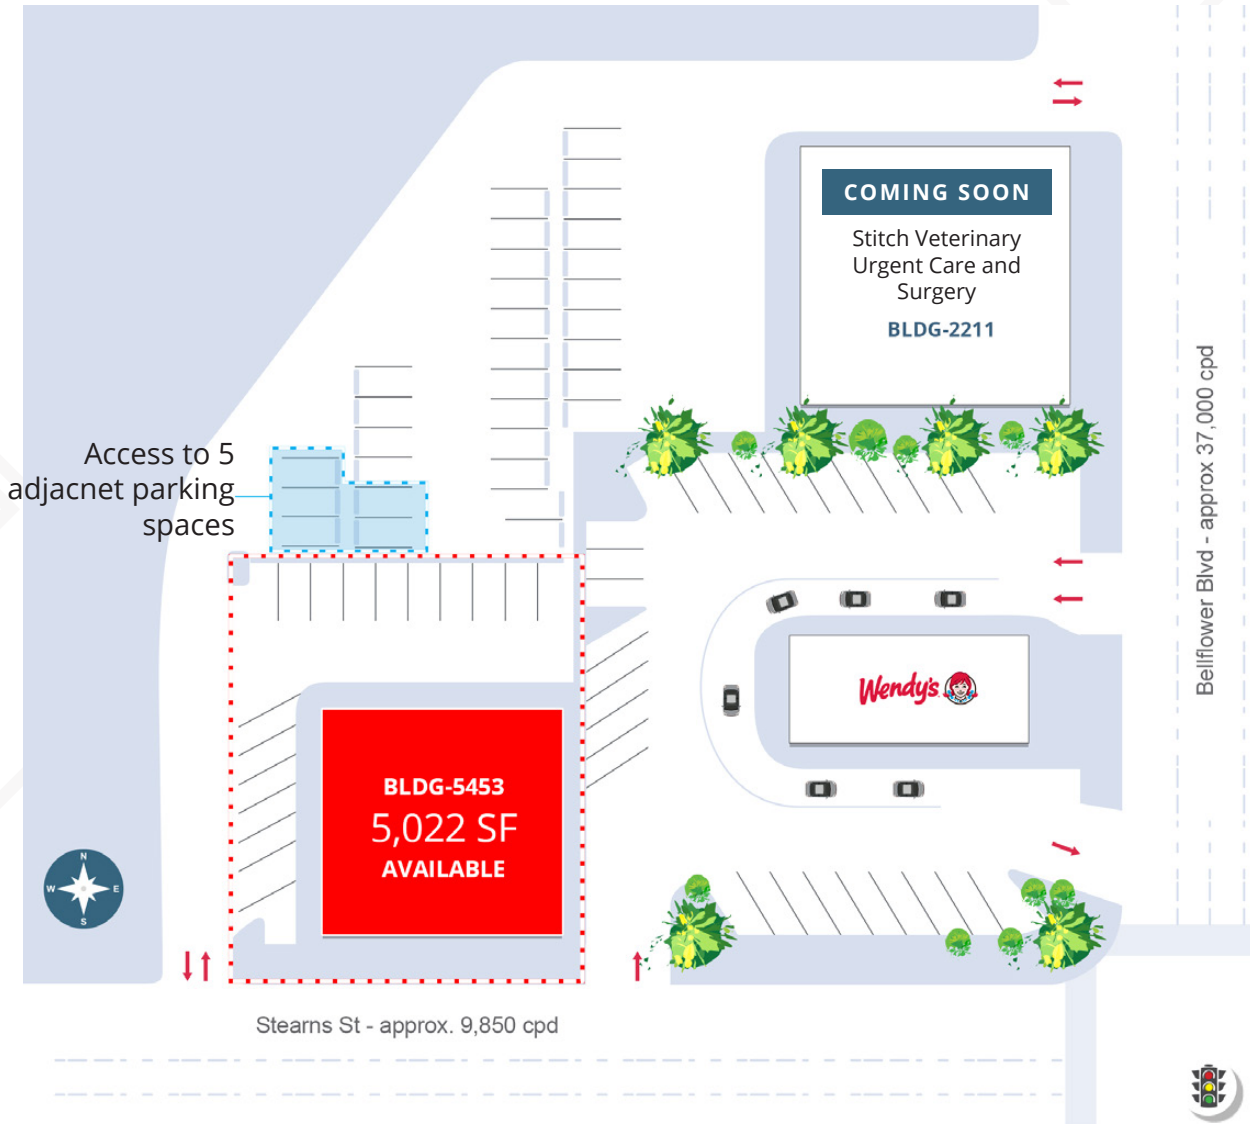 COMING SOON
Stitch Veterinary
Urgent Care and
Surgery
BLDG-2211
Access to 5
adjacnet parking
spaces
Bellflower Blvd - approx 37,000 cpd
Wendy's
BLDG-5453
5,022 SF
AVAILABLE
N
W E
S
Stearns St - approx. 9,850 cpd